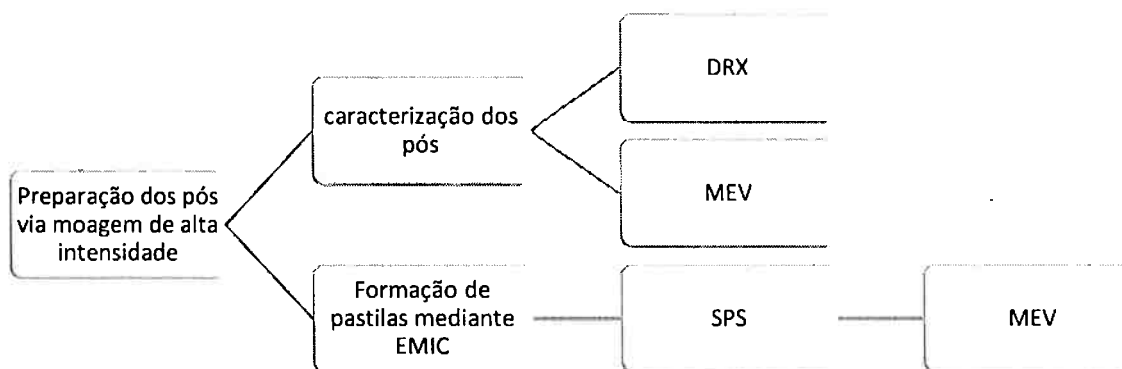 DRX
caracterização dos
pós
MEV
Preparação dos pós
via moagem de alta
intensidade
Formação de
pastilas mediante
EMIC
SPS
MEV